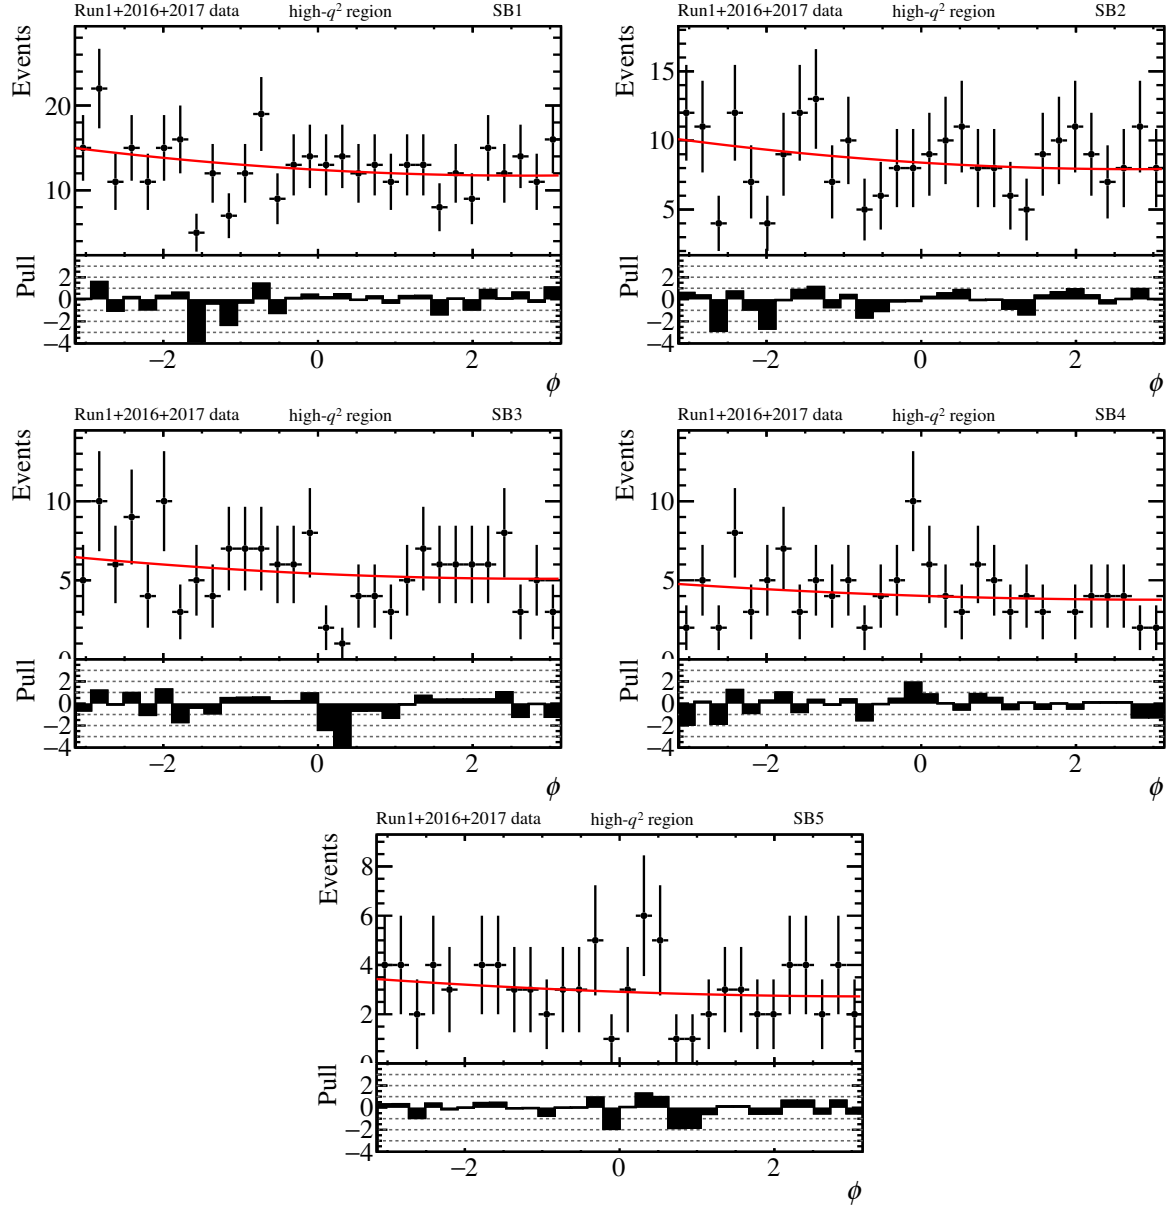 Run1+2016+2017 data high-q² region SB1
Events
20
10
Pull
2
0
−2
−4
−2 0 2
ϕ
Run1+2016+2017 data high-q² region SB2
Events
15
10
5
Pull
2
0
−2
−4
−2 0 2
ϕ
Run1+2016+2017 data high-q² region SB3
Events
10
5
0
Pull
2
0
−2
−4
−2 0 2
ϕ
Run1+2016+2017 data high-q² region SB4
Events
10
5
0
Pull
2
0
−2
−4
−2 0 2
ϕ
Run1+2016+2017 data high-q² region SB5
Events
8
6
4
2
0
Pull
2
0
−2
−4
−2 0 2
ϕ